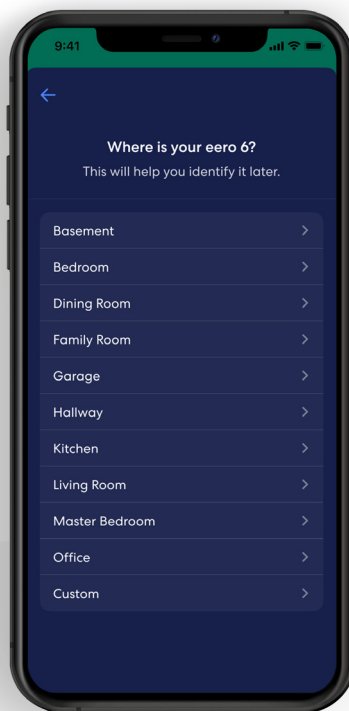 9:41
Where is your eero 6?
This will help you identify it later.
Basement
Bedroom
Dining Room
Family Room
Garage
Hallway
Kitchen
Living Room
Master Bedroom
Office
Custom